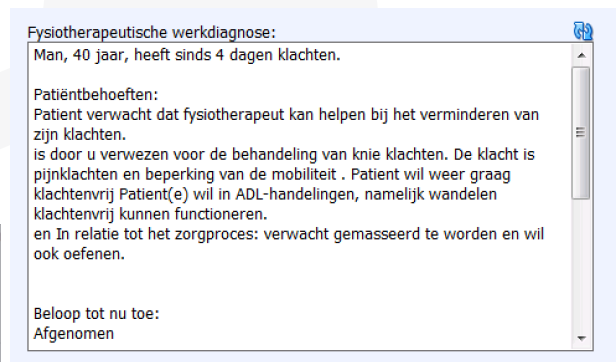 Fysiotherapeutische werkdiagnose:
Man, 40 jaar, heeft sinds 4 dagen klachten.
Patiëntbehoeften:
Patient verwacht dat fysiotherapeut kan helpen bij het verminderen van
zijn klachten.
is door u verwezen voor de behandeling van knie klachten. De klacht is
pijnklachten en beperking van de mobiliteit . Patient wil weer graag
klachtenvrij Patient(e) wil in ADL-handelingen, namelijk wandelen
klachtenvrij kunnen functioneren.
en In relatie tot het zorgproces: verwacht gemasseerd te worden en wil
ook oefenen.
Beloop tot nu toe:
Afgenomen